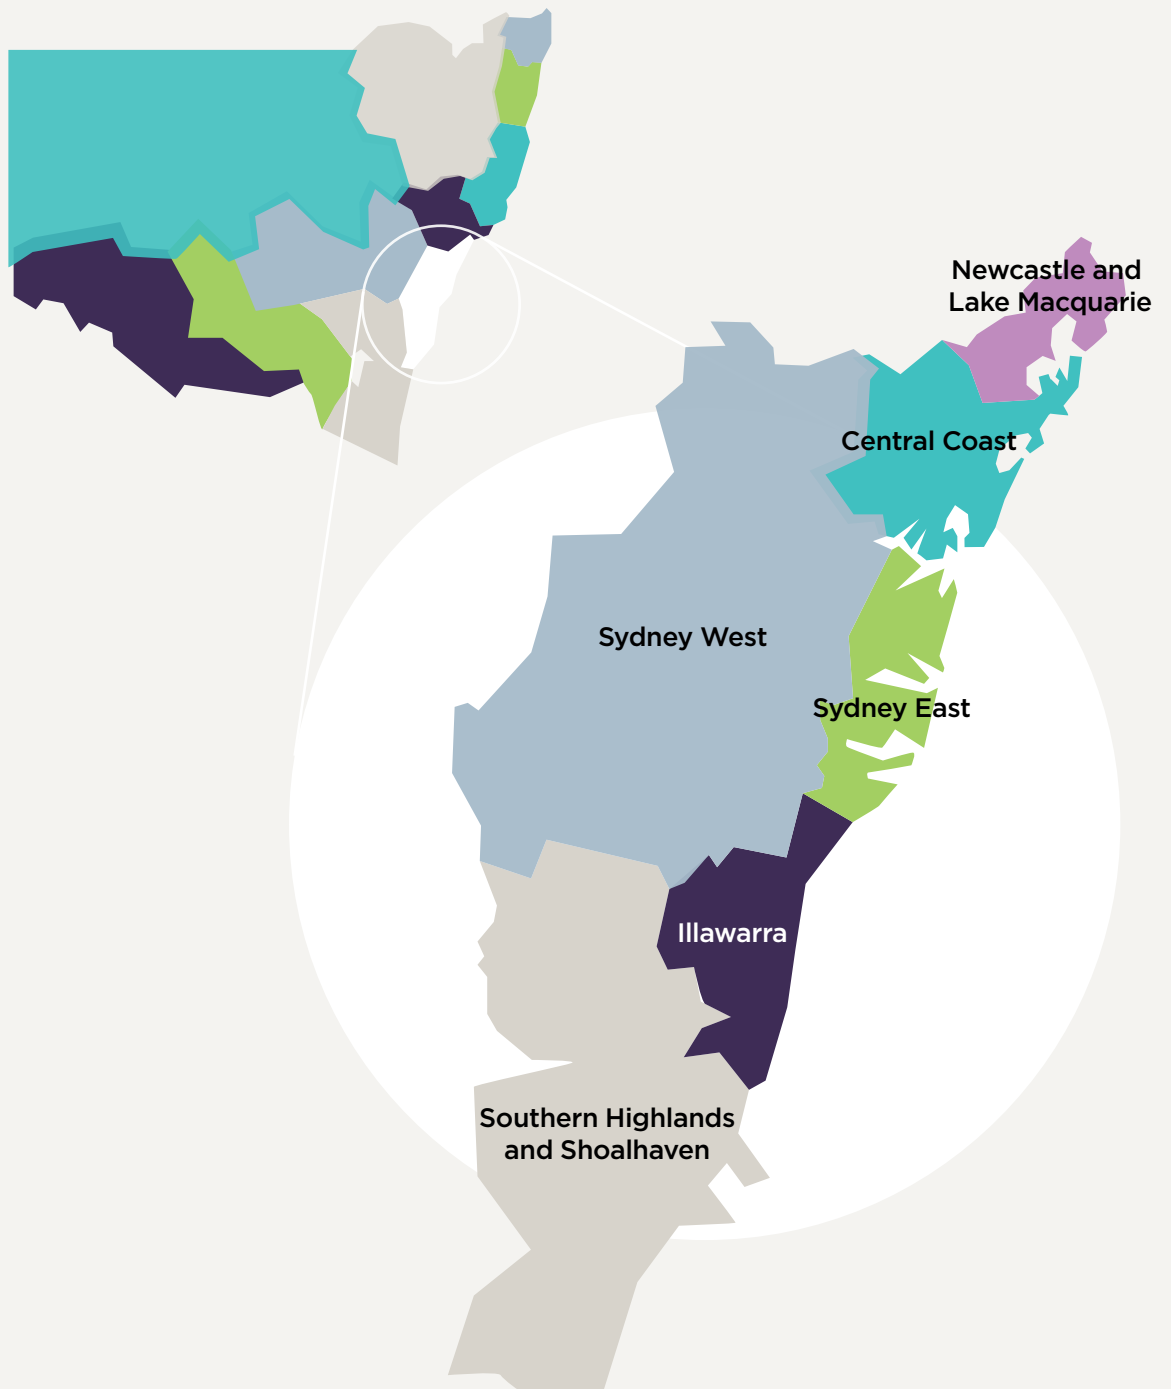 Newcastle and
Lake Macquarie
Central Coast
Sydney West
Sydney East
Illawarra
Southern Highlands
and Shoalhaven